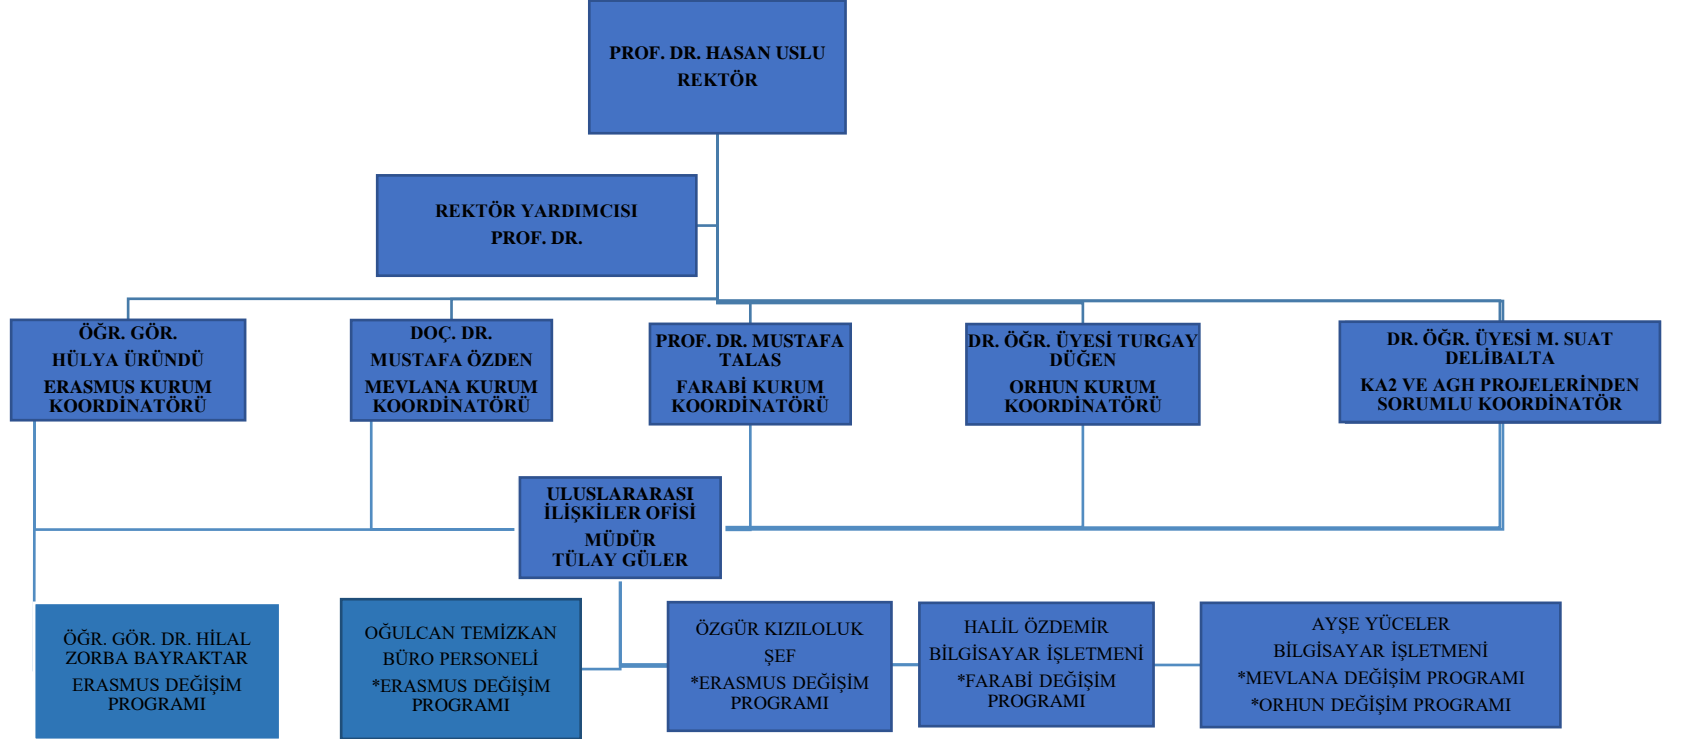 PROF. DR. HASAN USLU
REKTÖR
REKTÖR YARDIMCISI
PROF. DR.
ÖĞR. GÖR.
HÜLYA ÜRÜNDÜ
ERASMUS KURUM
KOORDİNATÖRÜ
DOÇ. DR.
MUSTAFA ÖZDEN
MEVLANA KURUM
KOORDİNATÖRÜ
PROF. DR. MUSTAFA
TALAS
FARABİ KURUM
KOORDİNATÖRÜ
DR. ÖĞR. ÜYESİ TURGAY
DÜĞEN
ORHUN KURUM
KOORDİNATÖRÜ
DR. ÖĞR. ÜYESİ M. SUAT
DELİBALTA
KA2 VE AGH PROJELERİNDEN
SORUMLU KOORDİNATÖR
ULUSLARARASI
İLİŞKİLER OFİSİ
MÜDÜR
TÜLAY GÜLER
ÖĞR. GÖR. DR. HİLAL
ZORBA BAYRAKTAR
ERASMUS DEĞİŞİM
PROGRAMI
OĞULCAN TEMİZKAN
BÜRO PERSONELİ
*ERASMUS DEĞİŞİM
PROGRAMI
ÖZGÜR KIZILOLUK
ŞEF
*ERASMUS DEĞİŞİM
PROGRAMI
HALİL ÖZDEMİR
BİLGİSAYAR İŞLETMENİ
*FARABİ DEĞİŞİM
PROGRAMI
AYŞE YÜCELER
BİLGİSAYAR İŞLETMENİ
*MEVLANA DEĞİŞİM PROGRAMI
*ORHUN DEĞİŞİM PROGRAMI